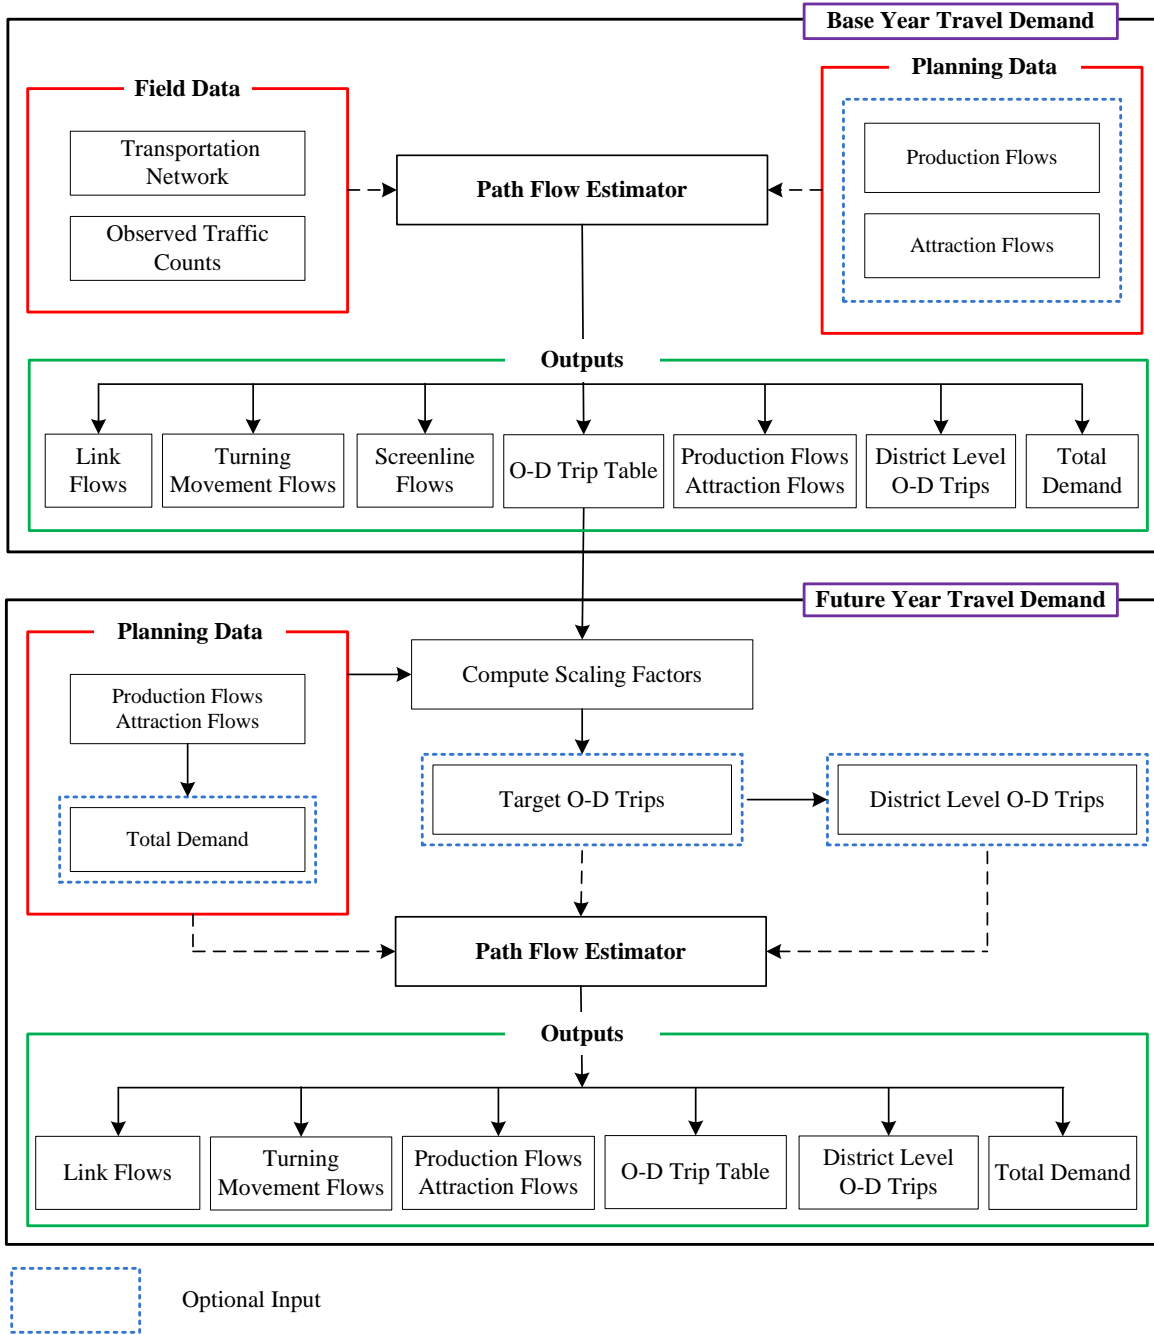 Base Year Travel Demand
Field Data
Planning Data
Transportation
Network
Observed Traffic
Counts
Path Flow Estimator
Production Flows
Attraction Flows
Outputs
Link
Flows
Turning
Movement Flows
Screenline
Flows
O-D Trip Table
Production Flows
Attraction Flows
District Level
O-D Trips
Total
Demand
Future Year Travel Demand
Planning Data
Production Flows
Attraction Flows
Total Demand
Compute Scaling Factors
Target O-D Trips
District Level O-D Trips
Path Flow Estimator
Outputs
Link Flows
Turning
Movement Flows
Production Flows
Attraction Flows
O-D Trip Table
District Level
O-D Trips
Total Demand
Optional Input